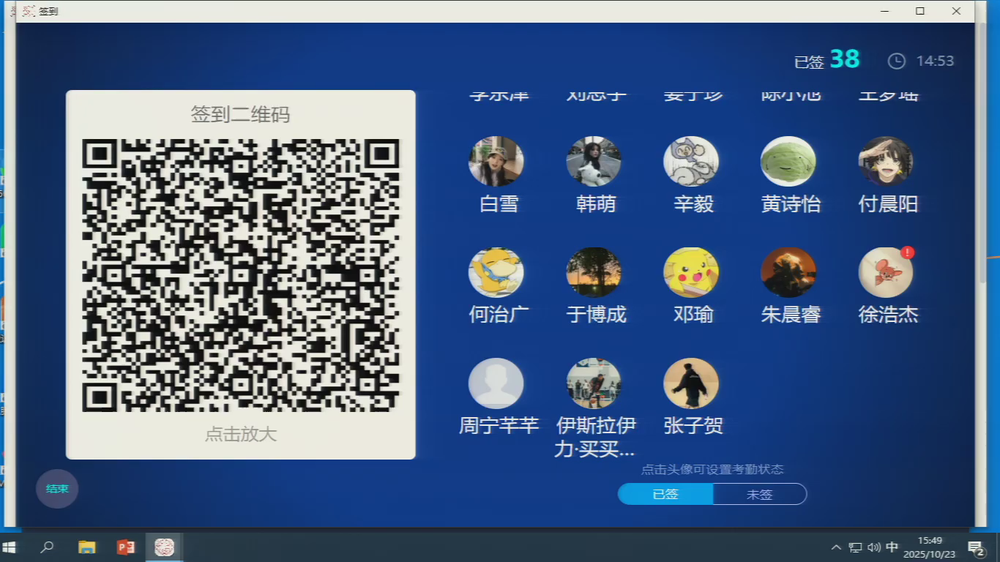 签到
已签 38 14:53
签到二维码
白雪 韩萌 辛毅 黄诗怡 付晨阳
何治广 于博成 邓瑜 朱晨睿 徐浩杰
周宁芊芊 伊斯拉伊力·买买... 张子贺
点击放大
点击头像可设置考勤状态
结束
已签 未签
中
15:49
2025/10/23
2